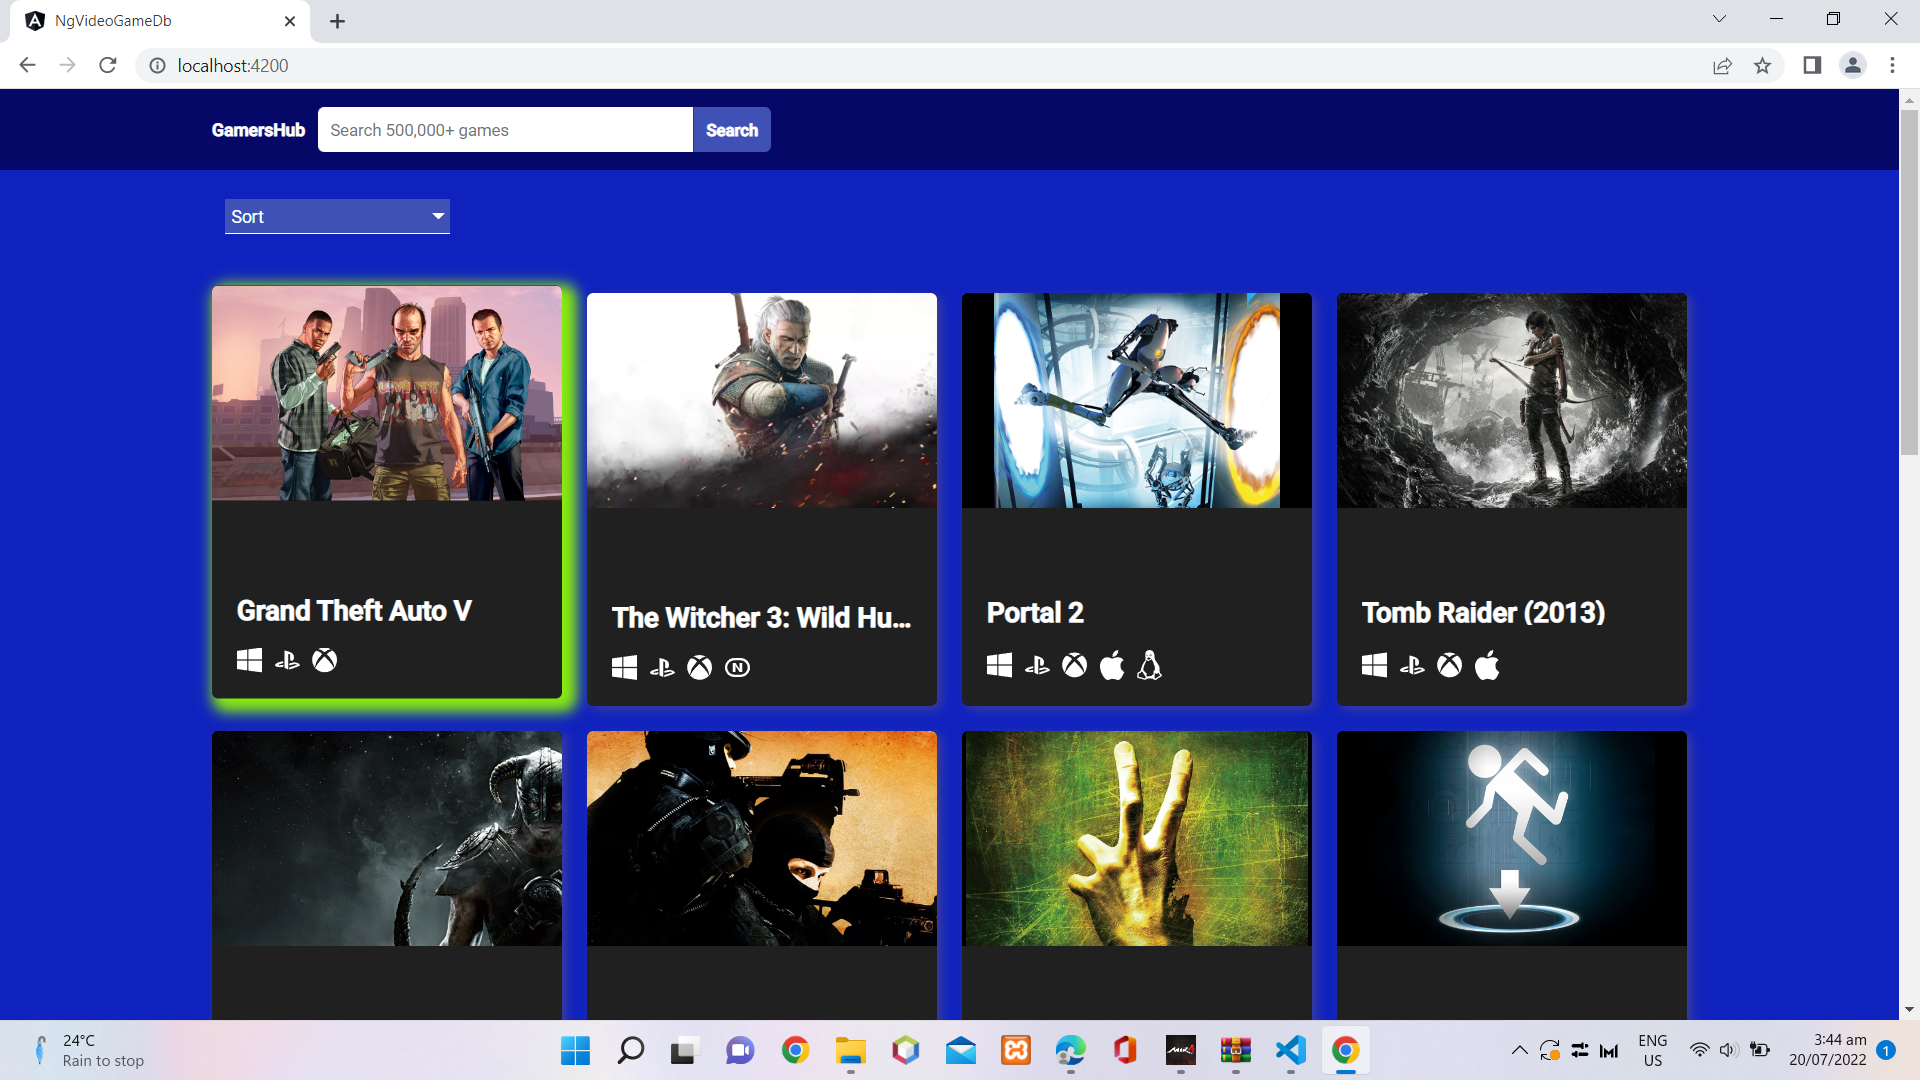 NgVideoGameDb
localhost:4200
GamersHub
Search 500,000+ games
Search
Sort
Grand Theft Auto V
The Witcher 3: Wild Hu...
Portal 2
Tomb Raider (2013)
24°C
Rain to stop
ENG
US
3:44 am
20/07/2022
1